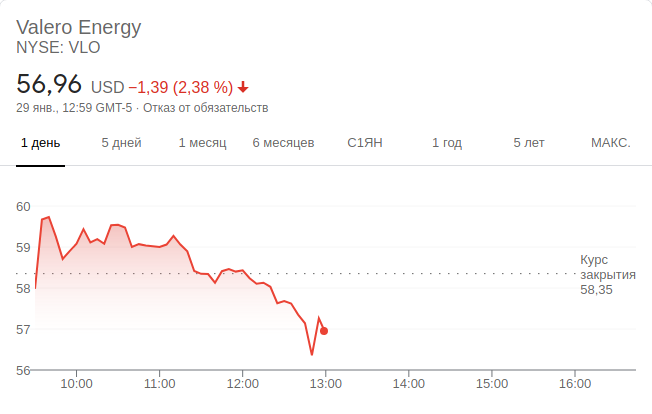 Valero Energy
NYSE: VLO
56,96 USD −1,39 (2,38 %)
29 янв., 12:59 GMT-5 · Отказ от обязательств
1 день 5 дней 1 месяц 6 месяцев С1ЯН 1 год 5 лет МАКС.
60
59
Курс
закрытия
58,35
58
57
56
10:00 11:00 12:00 13:00 14:00 15:00 16:00